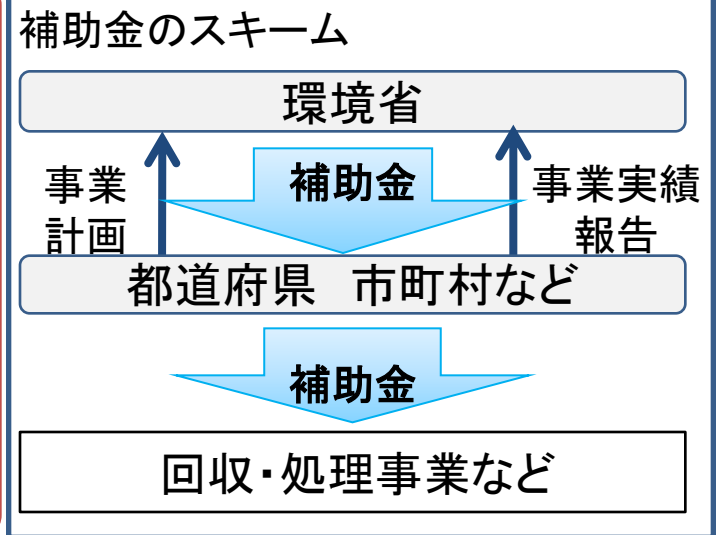 補助金のスキーム
環境省
事業
計画
補助金
事業実績
報告
都道府県　市町村など
補助金
回収・処理事業など